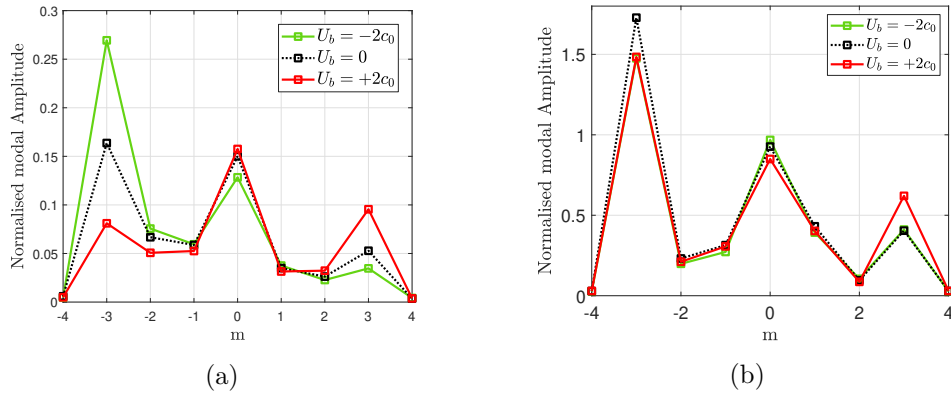 0.3
0.25
0.2
0.15
0.1
0.05
0
Normalised modal Amplitude
-4 -3 -2 -1 0 1 2 3 4
m
U_b = −2c_0
U_b = 0
U_b = +2c_0
(a)
1.5
1
0.5
0
Normalised modal Amplitude
-4 -2 0 2 4
m
U_b = −2c_0
U_b = 0
U_b = +2c_0
(b)